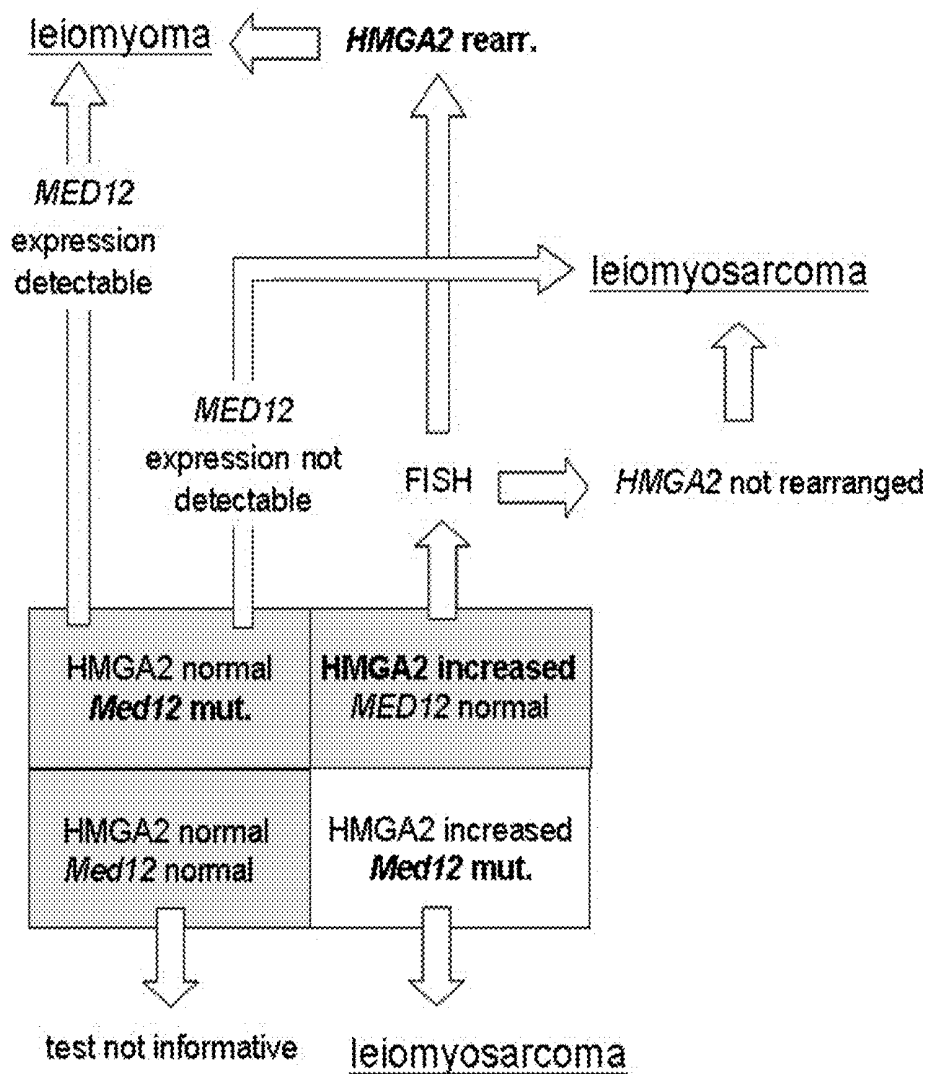 leiomyoma
HMGA2 rearr.
MED12
expression
detectable
leiomyosarcoma
MED12
expression not
detectable
FISH
HMGA2 not rearranged
HMGA2 normal
Med12 mut.
HMGA2 increased
MED12 normal
HMGA2 normal
Med12 normal
HMGA2 increased
Med12 mut.
test not informative
leiomyosarcoma